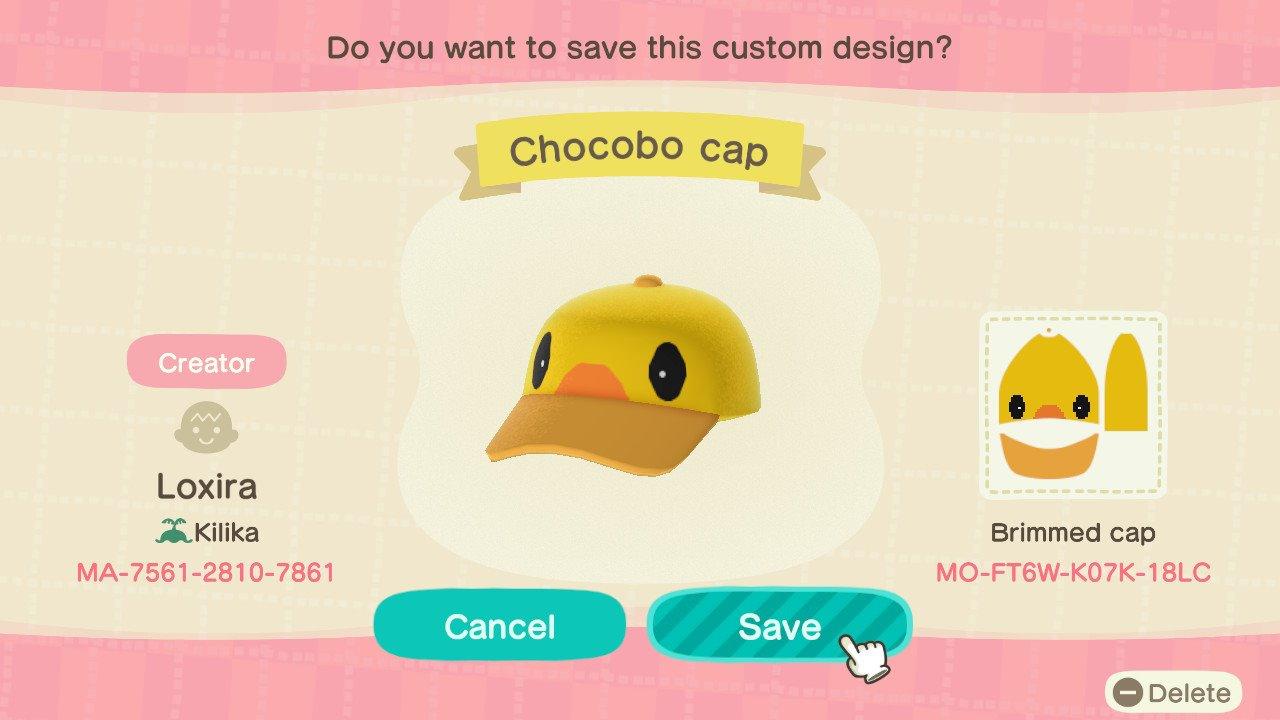 Do you want to save this custom design?
Chocobo cap
Creator
Loxira
Kilika
MA-7561-2810-7861
Brimmed cap
MO-FT6W-K07K-18LC
Cancel
Save
Delete